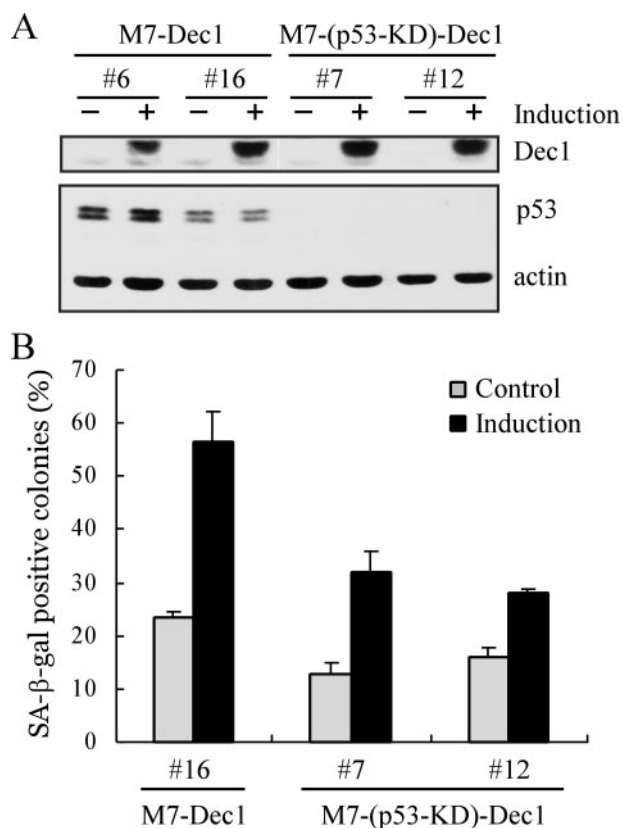 A
M7-Dec1 M7-(p53-KD)-Dec1
#6 #16 #7 #12
− + − + − + − + Induction
Dec1
p53
actin
B
SA-β-gal positive colonies (%)
70
60
50
40
30
20
10
0
Control
Induction
#16 #7 #12
M7-Dec1 M7-(p53-KD)-Dec1